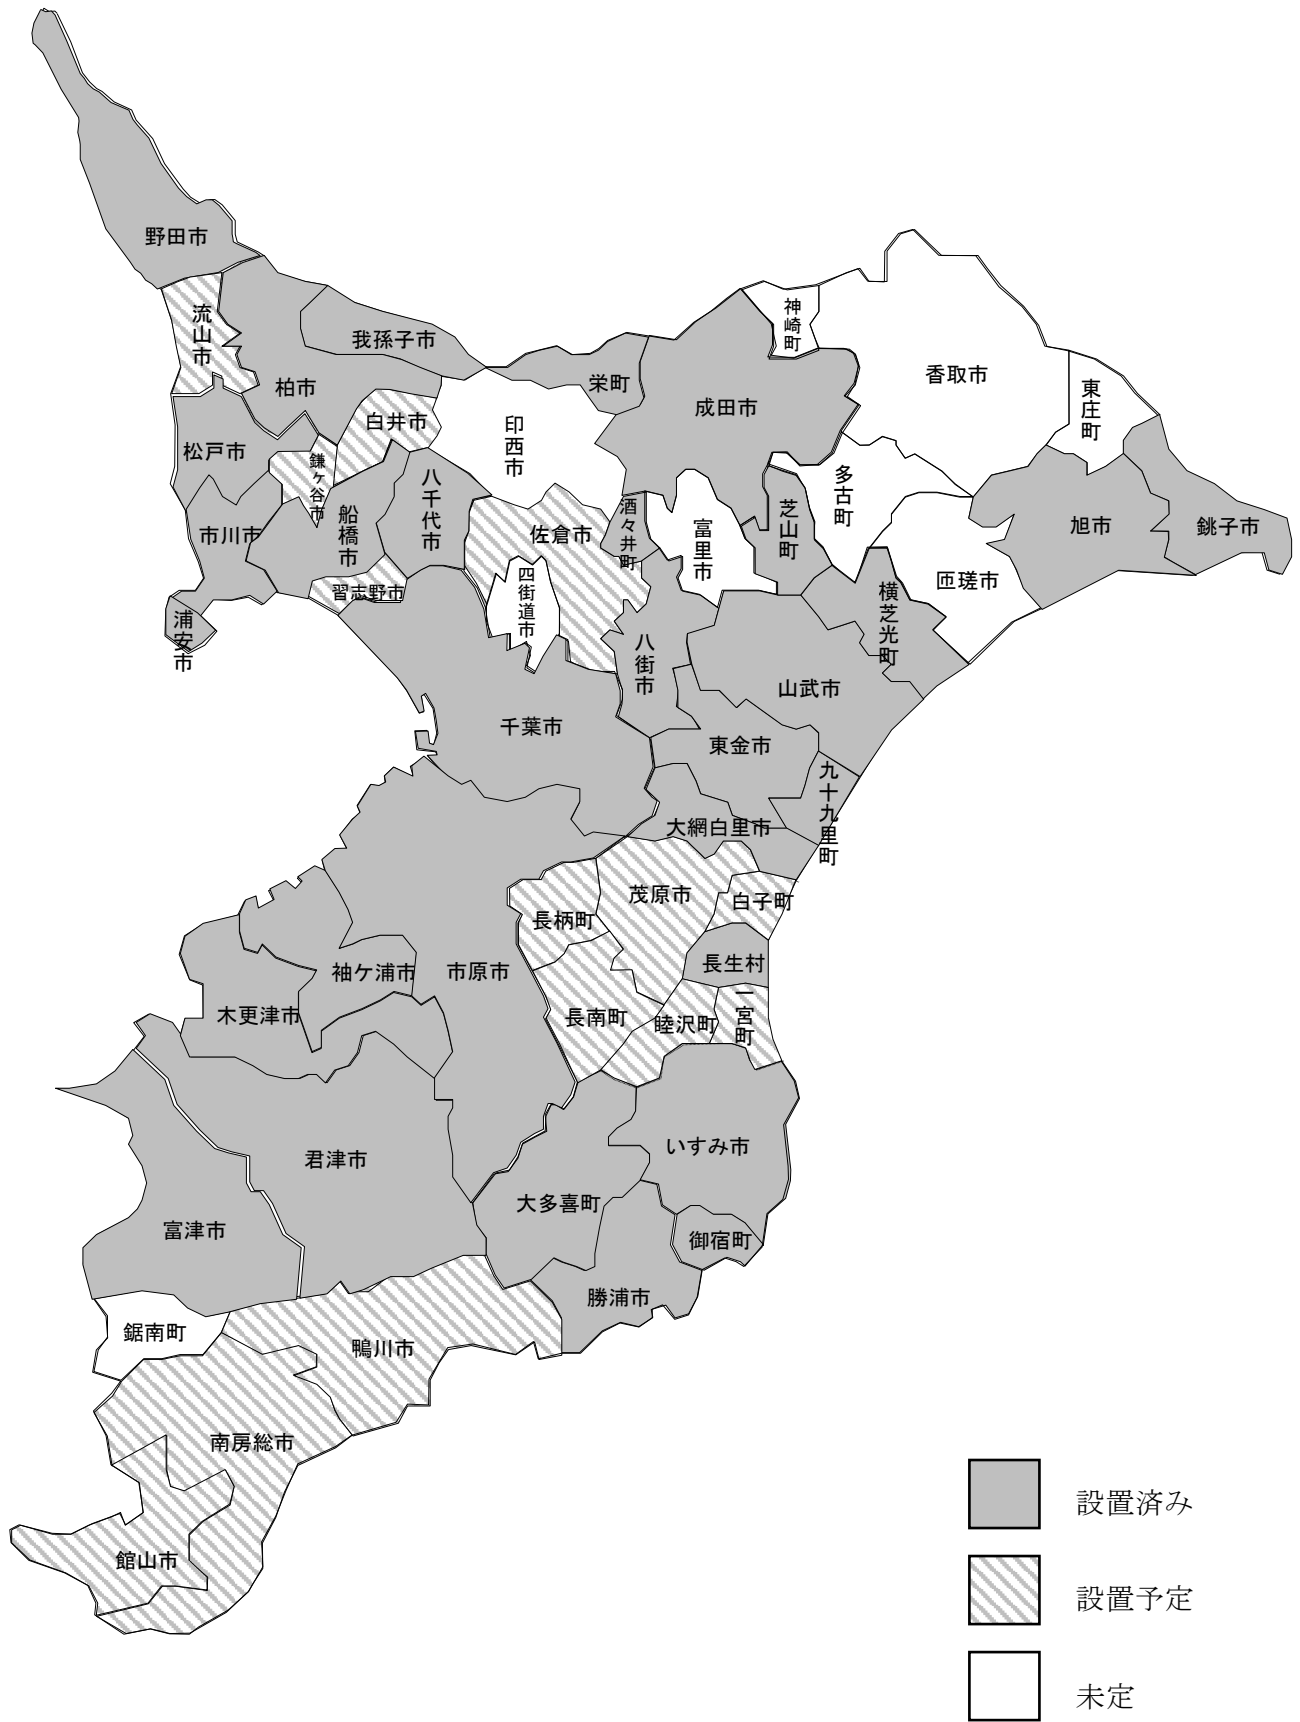 野田市
流山市
我孫子市
柏市
白井市
松戸市
鎌ヶ谷市
市川市
船橋市
八千代市
習志野市
浦安市
栄町
印西市
成田市
神崎町
香取市
東庄町
佐倉市
酒々井町
四街道市
富里市
芝山町
多古町
旭市
銚子市
匝瑳市
横芝光町
八街市
山武市
千葉市
東金市
九十九里町
大網白里市
茂原市
白子町
長柄町
長生村
袖ケ浦市
市原市
木更津市
長南町
睦沢町
一宮町
いすみ市
君津市
大多喜町
富津市
御宿町
勝浦市
鋸南町
鴨川市
南房総市
館山市
設置済み
設置予定
未定